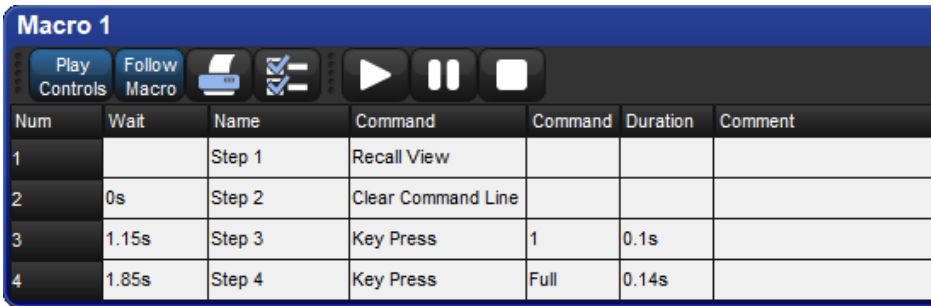 Macro 1
Play Controls Follow Macro
Num Wait Name Command Command Duration Comment
1 Step 1 Recall View
2 0s Step 2 Clear Command Line
3 1.15s Step 3 Key Press 1 0.1s
4 1.85s Step 4 Key Press Full 0.14s